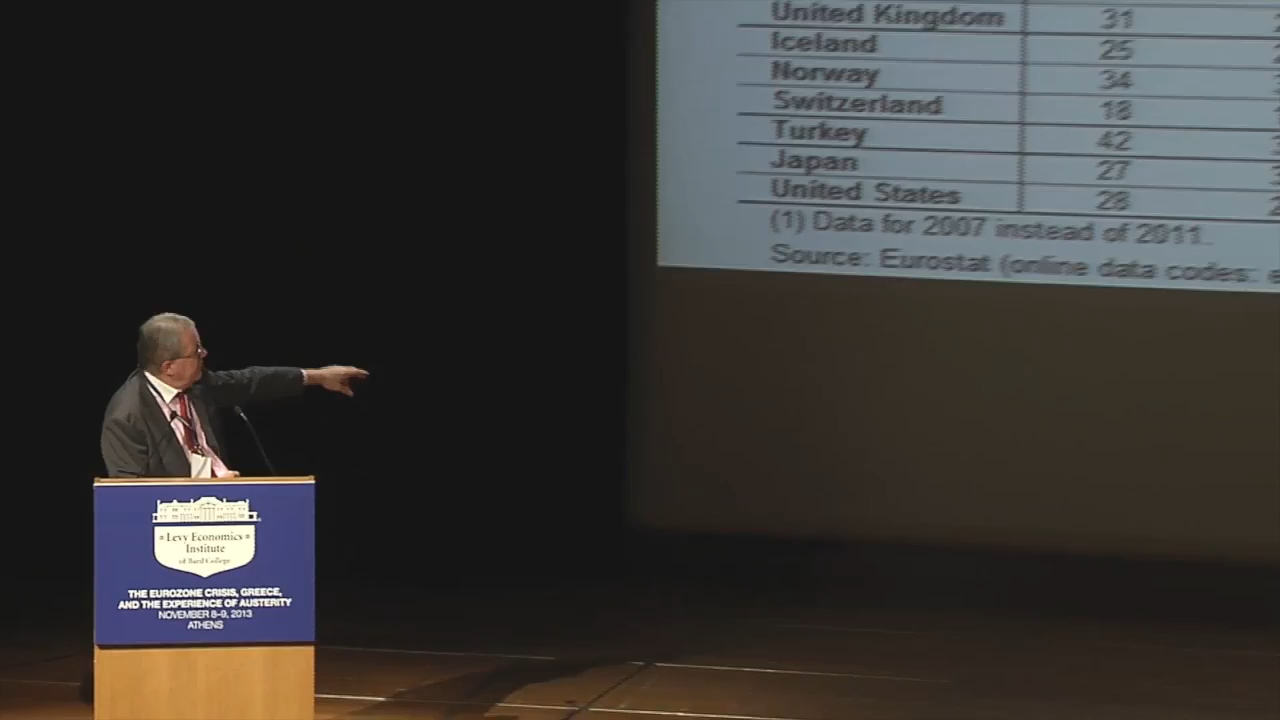 United Kingdom 31
Iceland 25
Norway 34
Switzerland 18
Turkey 42
Japan 27
United States 28
(1) Data for 2007 instead of 2011.
Source: Eurostat (online data codes:
Levy Economics
Institute
of Bard College
THE EUROZONE CRISIS, GREECE,
AND THE EXPERIENCE OF AUSTERITY
NOVEMBER 8–9, 2013
ATHENS